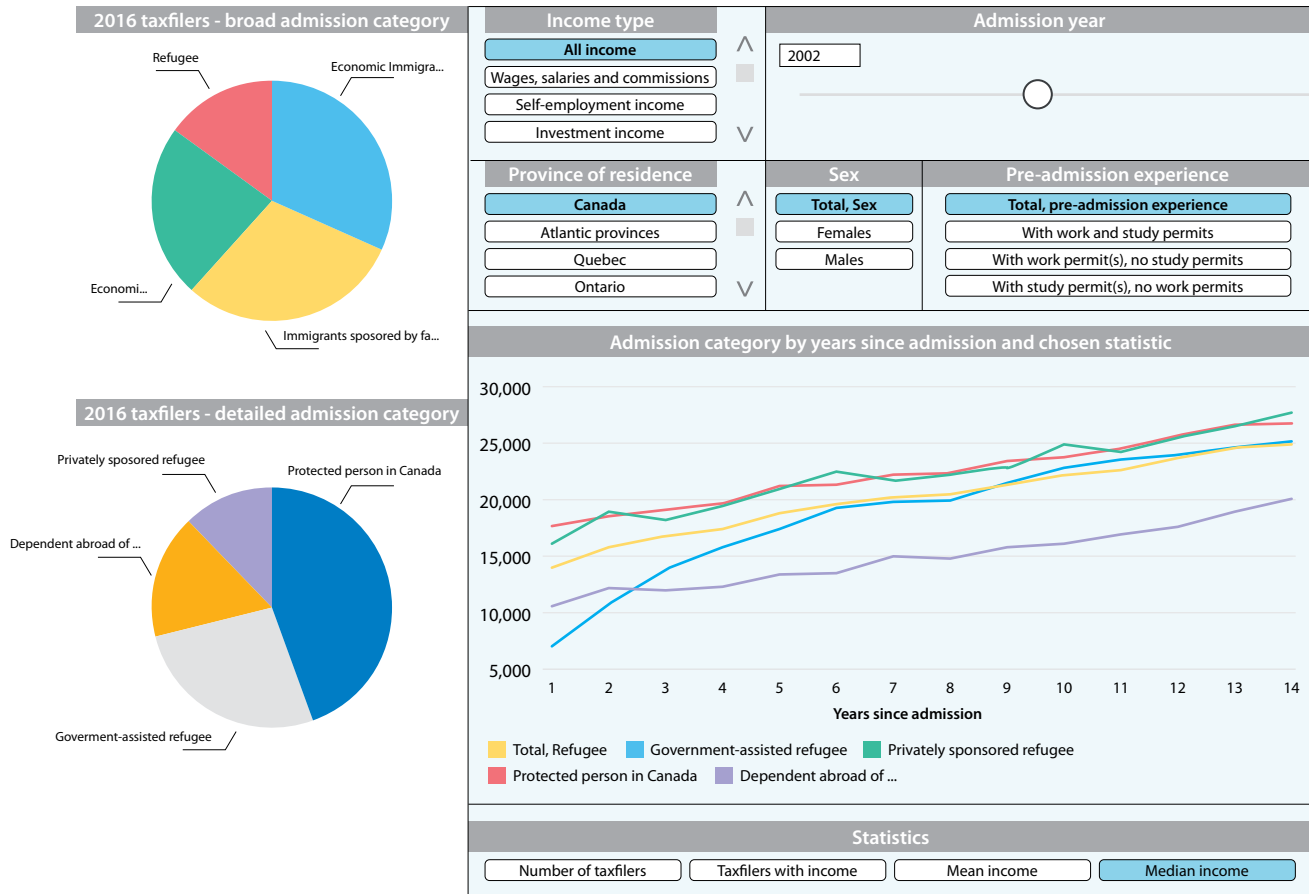 2016 taxfilers - broad admission category
Refugee
Economic Immigra...
Economi...
Immigrants sposored by fa...
2016 taxfilers - detailed admission category
Privately sposored refugee
Protected person in Canada
Dependent abroad of ...
Goverment-assisted refugee
Income type
All income
Wages, salaries and commissions
Self-employment income
Investment income
Admission year
2002
Province of residence
Canada
Atlantic provinces
Quebec
Ontario
Sex
Total, Sex
Females
Males
Pre-admission experience
Total, pre-admission experience
With work and study permits
With work permit(s), no study permits
With study permit(s), no work permits
Admission category by years since admission and chosen statistic
30,000
25,000
20,000
15,000
10,000
5,000
1 2 3 4 5 6 7 8 9 10 11 12 13 14
Years since admission
Total, Refugee Government-assisted refugee Privately sponsored refugee
Protected person in Canada Dependent abroad of ...
Statistics
Number of taxfilers Taxfilers with income Mean income Median income